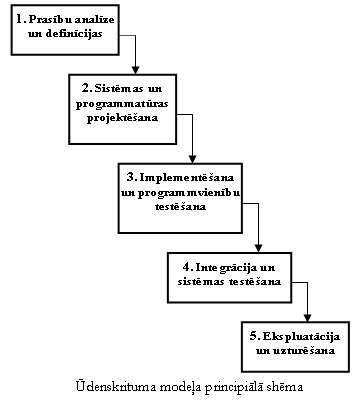 1. Prasību analīze
un definīcijas
2. Sistēmas un
programmatūras
projektēšana
3. Implementēšana
un programmvienību
testēšana
4. Integrācija un
sistēmas testēšana
5. Ekspluatācija
un uzturēšana
Ūdenskrituma modeļa principiālā shēma